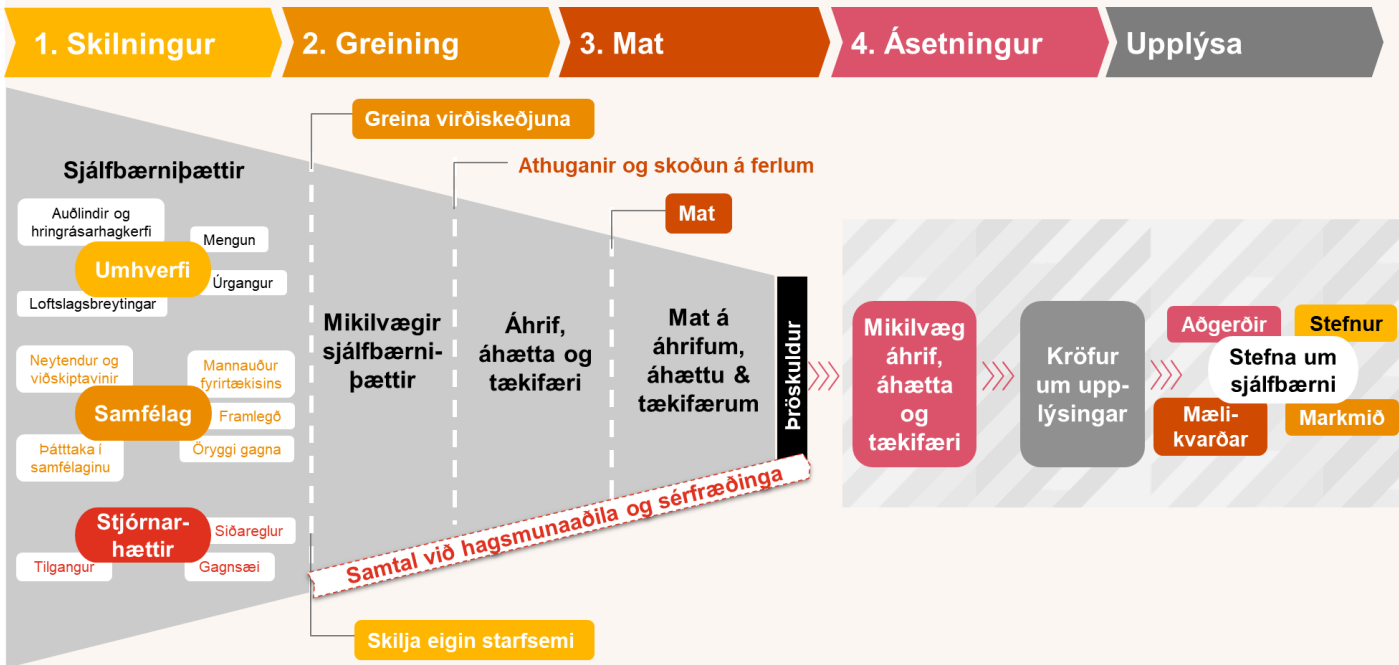 1. Skilningur
2. Greining
3. Mat
4. Ásetningur
Upplýsa
Greina virðiskeðjuna
Athuganir og skoðun á ferlum
Mat
Sjálfbærniþættir
Auðlindir og
hringrásarhagkerfi
Mengun
Umhverfi
Úrgangur
Loftslagsbreytingar
Neytendur og
viðskiptavinir
Mannauður
fyrirtækisins
Samfélag
Framlegð
Þátttaka í
samfélaginu
Öryggi gagna
Stjórnar-
hættir
Siðareglur
Tilgangur
Gagnsæi
Mikilvægir
sjálfbærni-
þættir
Áhrif,
áhætta og
tækifæri
Mat á
áhrifum,
áhættu &
tækifærum
Þröskuldur
Samtal við hagsmunaaðila og sérfræðinga
Skilja eigin starfsemi
Mikilvæg
áhrif,
áhætta
og
tækifæri
Kröfur
um upp-
lýsingar
Aðgerðir
Stefnur
Stefna um
sjálfbærni
Mæli-
kvarðar
Markmið